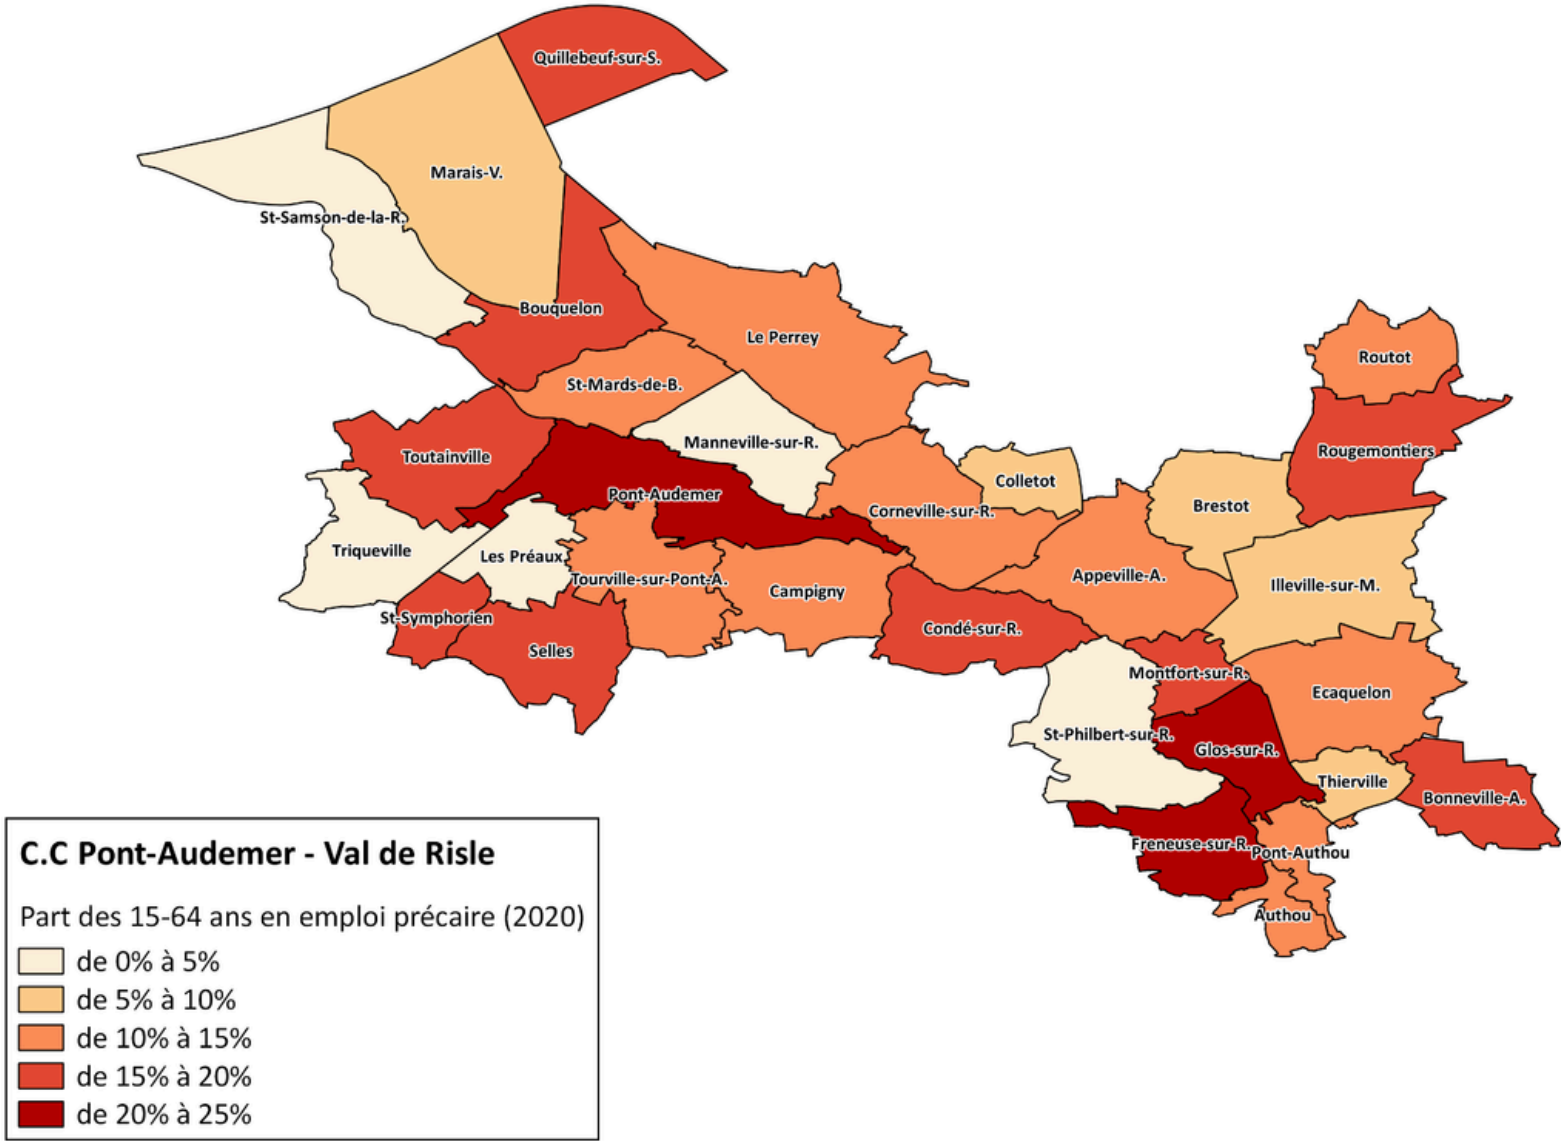 Quillebeuf-sur-S.
Marais-V.
St-Samson-de-la-R.
Bouquelon
Le Perrey
Routot
St-Mards-de-B.
Manneville-sur-R.
Toutainville
Rougemontiers
Colletot
Pont-Audemer
Brestot
Corneville-sur-R.
Triqueville
Les Préaux
Tourville-sur-Pont-A.
Appeville-A.
Illeville-sur-M.
Campigny
St-Symphorien
Condé-sur-R.
Selles
Montfort-sur-R.
Ecaquelon
St-Philbert-sur-R.
Glos-sur-R.
Thierville
Bonneville-A.
Freneuse-sur-R.
Pont-Authou
Authou
C.C Pont-Audemer - Val de Risle
Part des 15-64 ans en emploi précaire (2020)
de 0% à 5%
de 5% à 10%
de 10% à 15%
de 15% à 20%
de 20% à 25%